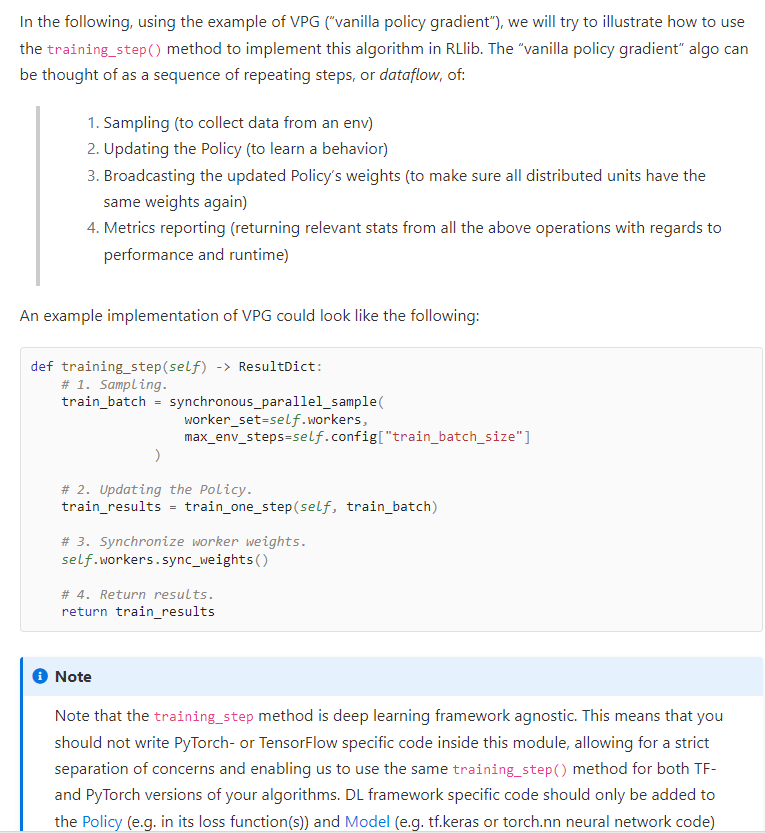 In the following, using the example of VPG (“vanilla policy gradient”), we will try to illustrate how to use
the training_step() method to implement this algorithm in RLlib. The “vanilla policy gradient” algo can
be thought of as a sequence of repeating steps, or dataflow, of:
1. Sampling (to collect data from an env)
2. Updating the Policy (to learn a behavior)
3. Broadcasting the updated Policy’s weights (to make sure all distributed units have the
same weights again)
4. Metrics reporting (returning relevant stats from all the above operations with regards to
performance and runtime)
An example implementation of VPG could look like the following:
def training_step(self) -> ResultDict:
    # 1. Sampling.
    train_batch = synchronous_parallel_sample(
                    worker_set=self.workers,
                    max_env_steps=self.config["train_batch_size"]
                )
    # 2. Updating the Policy.
    train_results = train_one_step(self, train_batch)
    # 3. Synchronize worker weights.
    self.workers.sync_weights()
    # 4. Return results.
    return train_results
Note
Note that the training_step method is deep learning framework agnostic. This means that you
should not write PyTorch- or TensorFlow specific code inside this module, allowing for a strict
separation of concerns and enabling us to use the same training_step() method for both TF-
and PyTorch versions of your algorithms. DL framework specific code should only be added to
the Policy (e.g. in its loss function(s)) and Model (e.g. tf.keras or torch.nn neural network code)